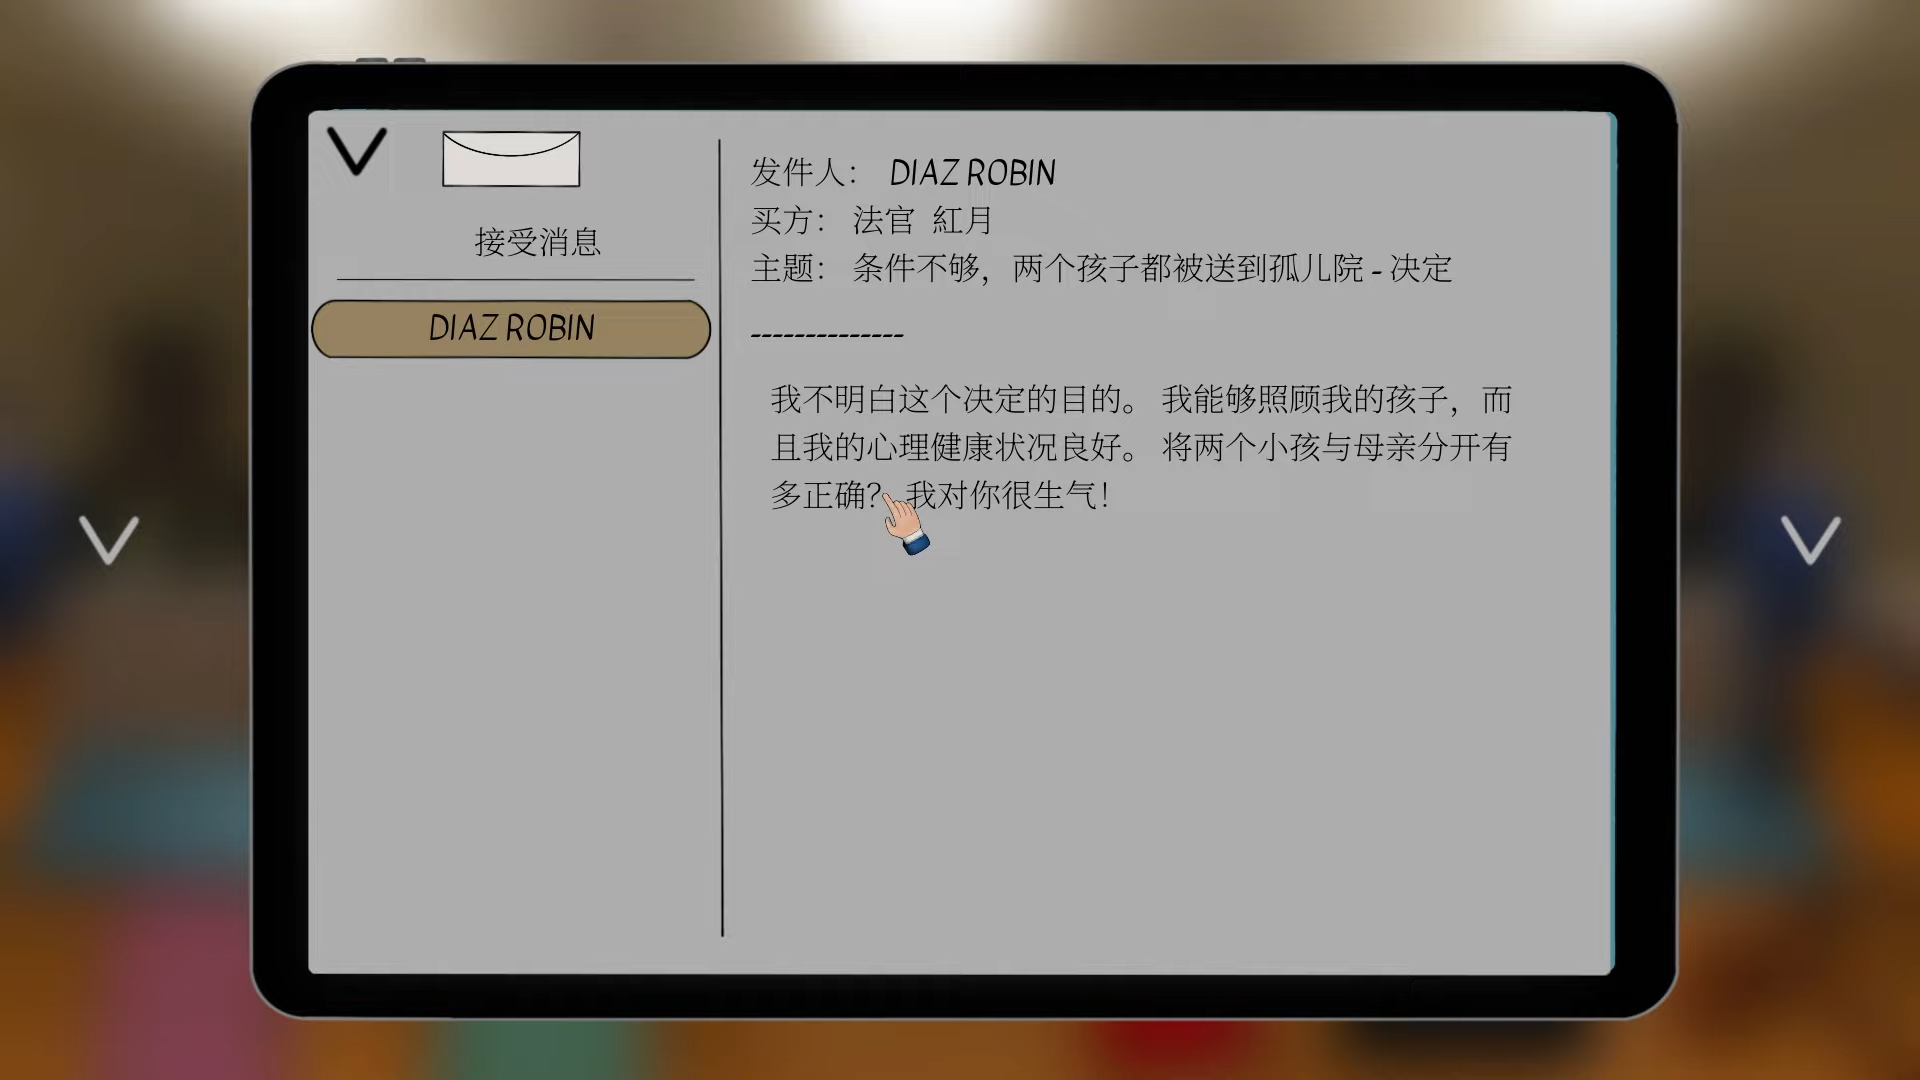 接受消息
DIAZ ROBIN
发件人： DIAZ ROBIN
买方： 法官 紅月
主题： 条件不够，两个孩子都被送到孤儿院 - 决定
--------------
我不明白这个决定的目的。 我能够照顾我的孩子，而
且我的心理健康状况良好。 将两个小孩与母亲分开有
多正确？ 我对你很生气！